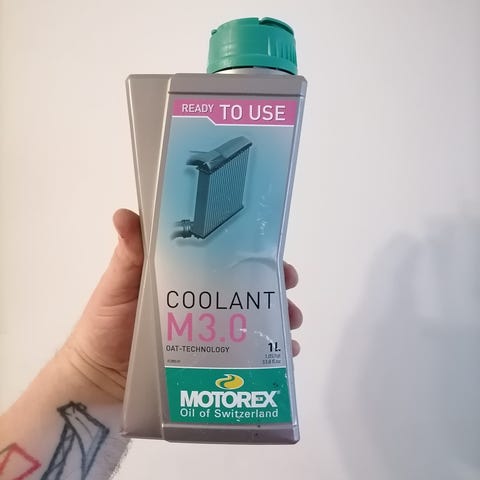 READY TO USE
COOLANT
M3.0
OAT-TECHNOLOGY
1L
MOTOREX
Oil of Switzerland